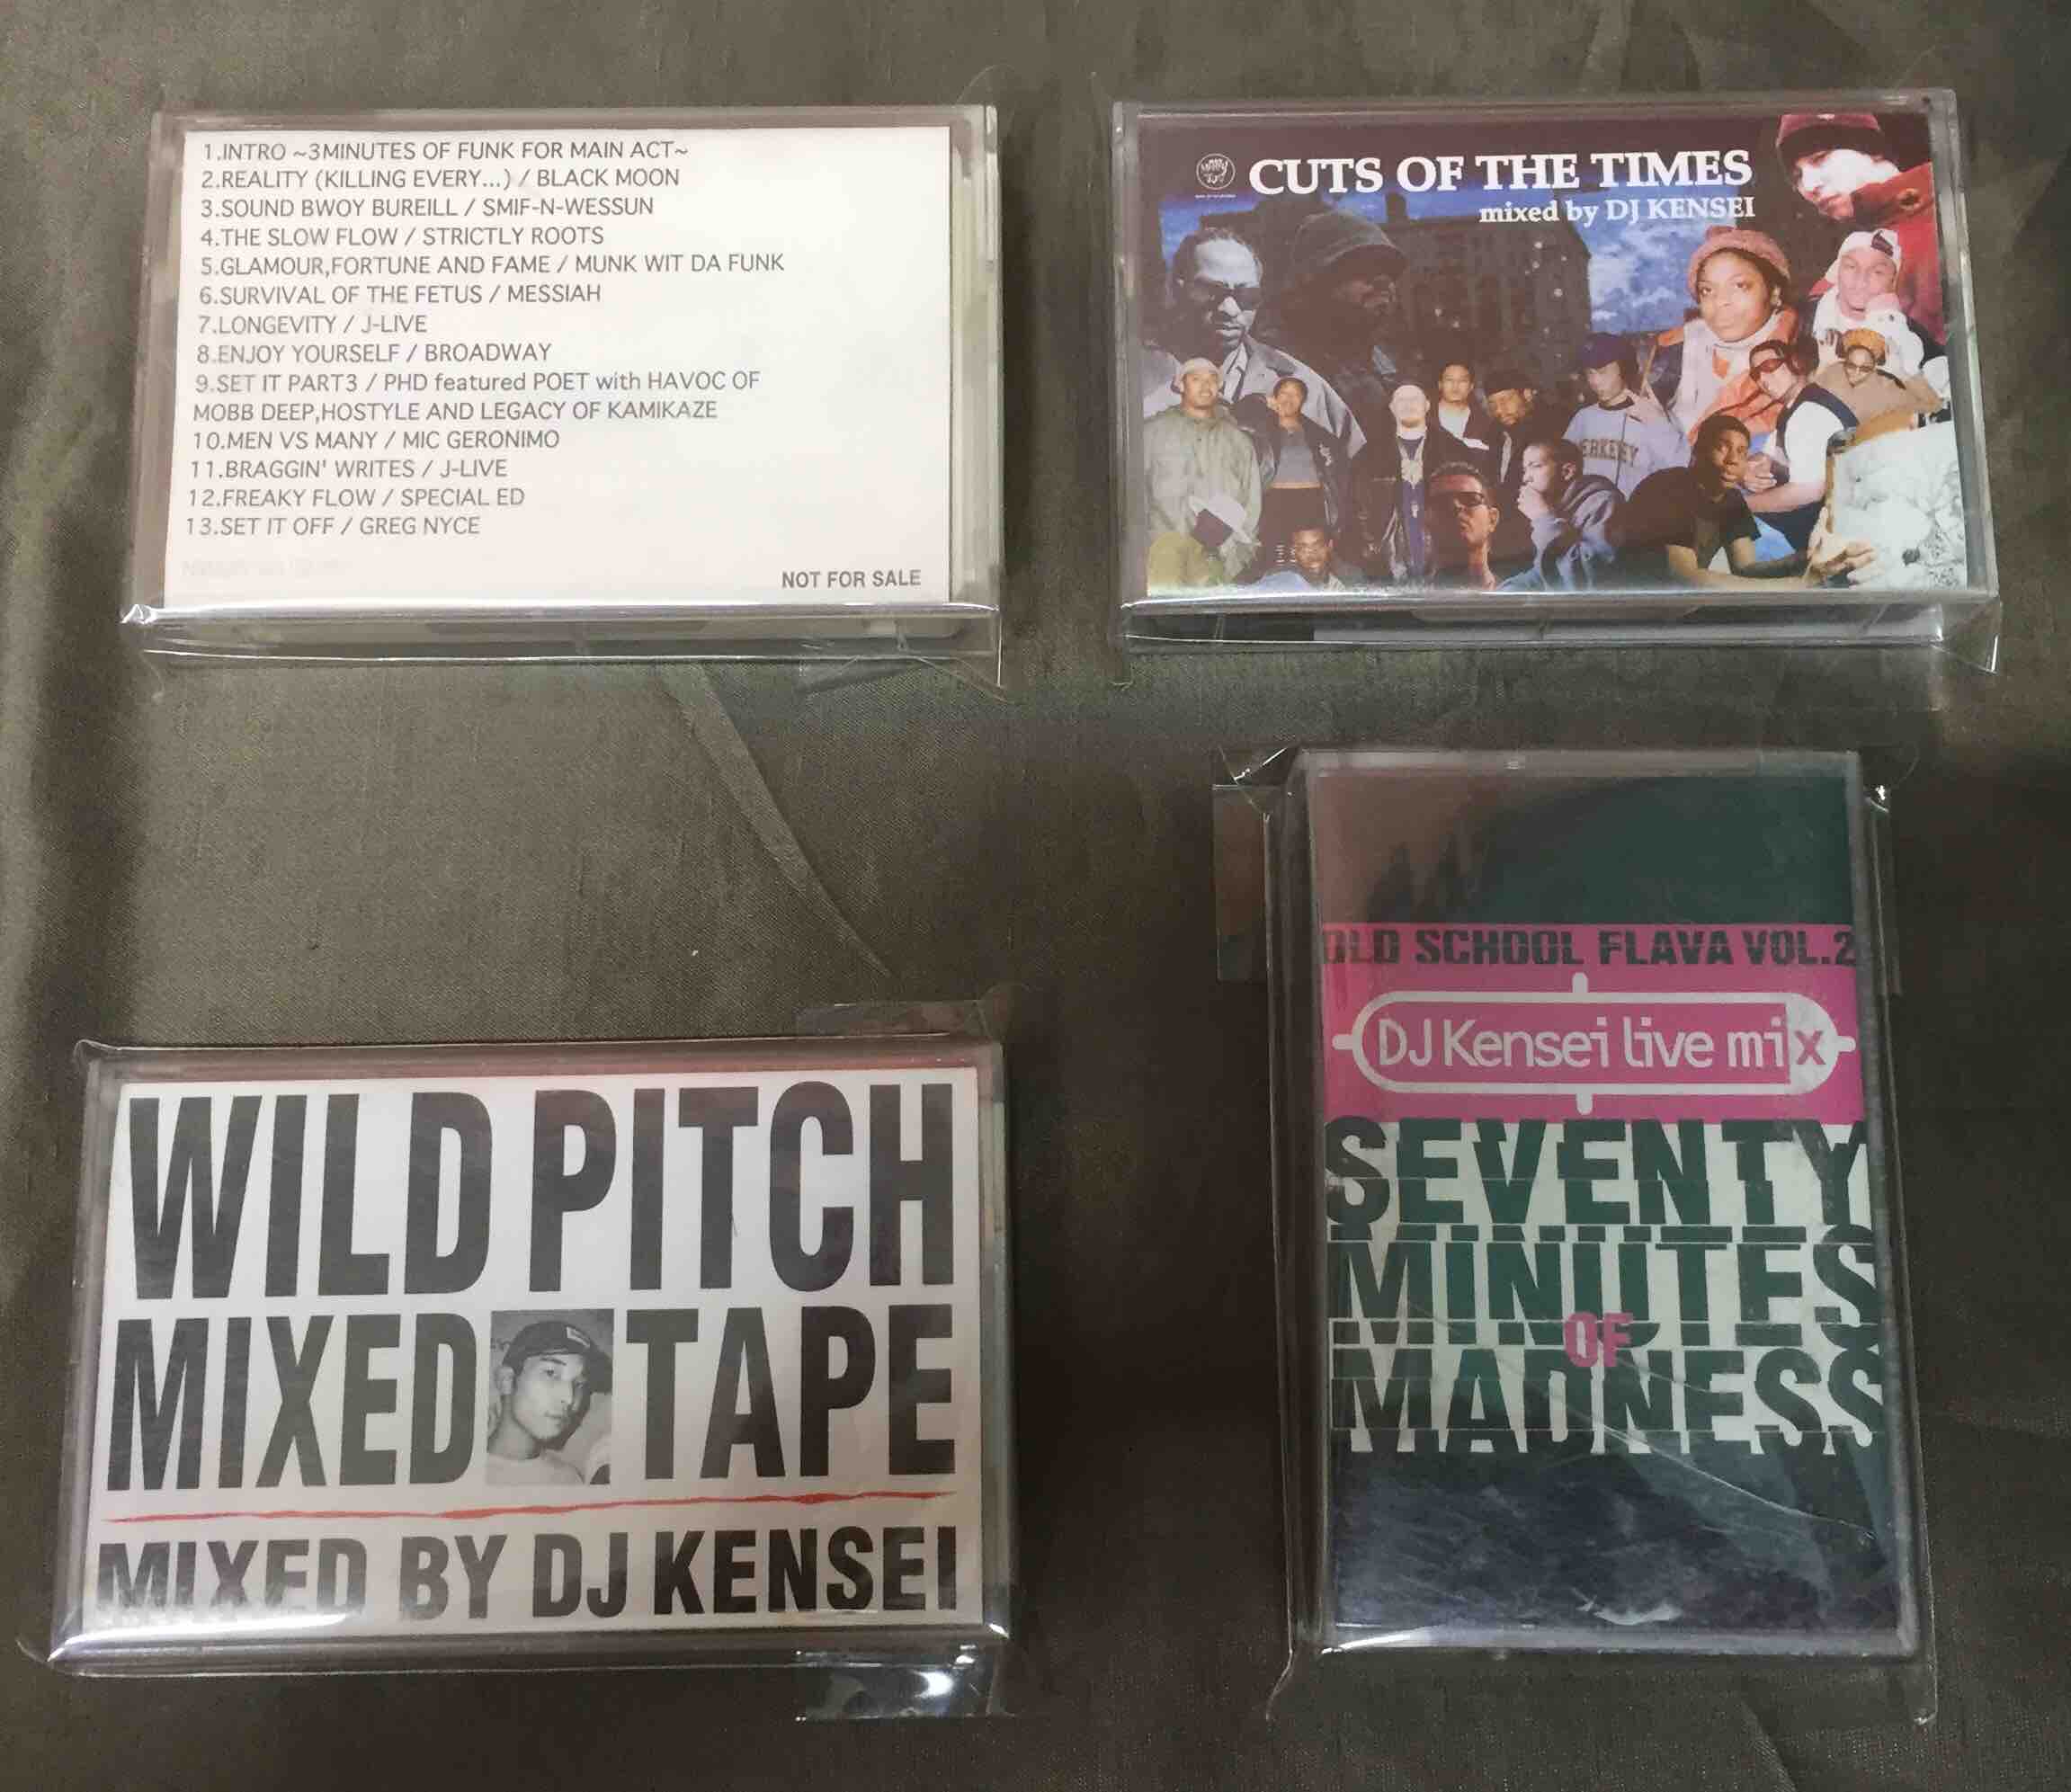 1.INTRO ~3MINUTES OF FUNK FOR MAIN ACT~
2.REALITY (KILLING EVERY...) / BLACK MOON
3.SOUND BWOY BUREILL / SMIF-N-WESSUN
4.THE SLOW FLOW / STRICTLY ROOTS
5.GLAMOUR,FORTUNE AND FAME / MUNK WIT DA FUNK
6.SURVIVAL OF THE FETUS / MESSIAH
7.LONGEVITY / J-LIVE
8.ENJOY YOURSELF / BROADWAY
9.SET IT PART3 / PHD featured POET with HAVOC OF
MOBB DEEP,HOSTYLE AND LEGACY OF KAMIKAZE
10.MEN VS MANY / MIC GERONIMO
11.BRAGGIN' WRITES / J-LIVE
12.FREAKY FLOW / SPECIAL ED
13.SET IT OFF / GREG NYCE
NOT FOR SALE
CUTS OF THE TIMES
mixed by DJ KENSEI
WILD PITCH
MIXED TAPE
MIXED BY DJ KENSEI
OLD SCHOOL FLAVA VOL.2
DJ Kensei live mix
SEVENTY
MINUTES
OF
MADNESS